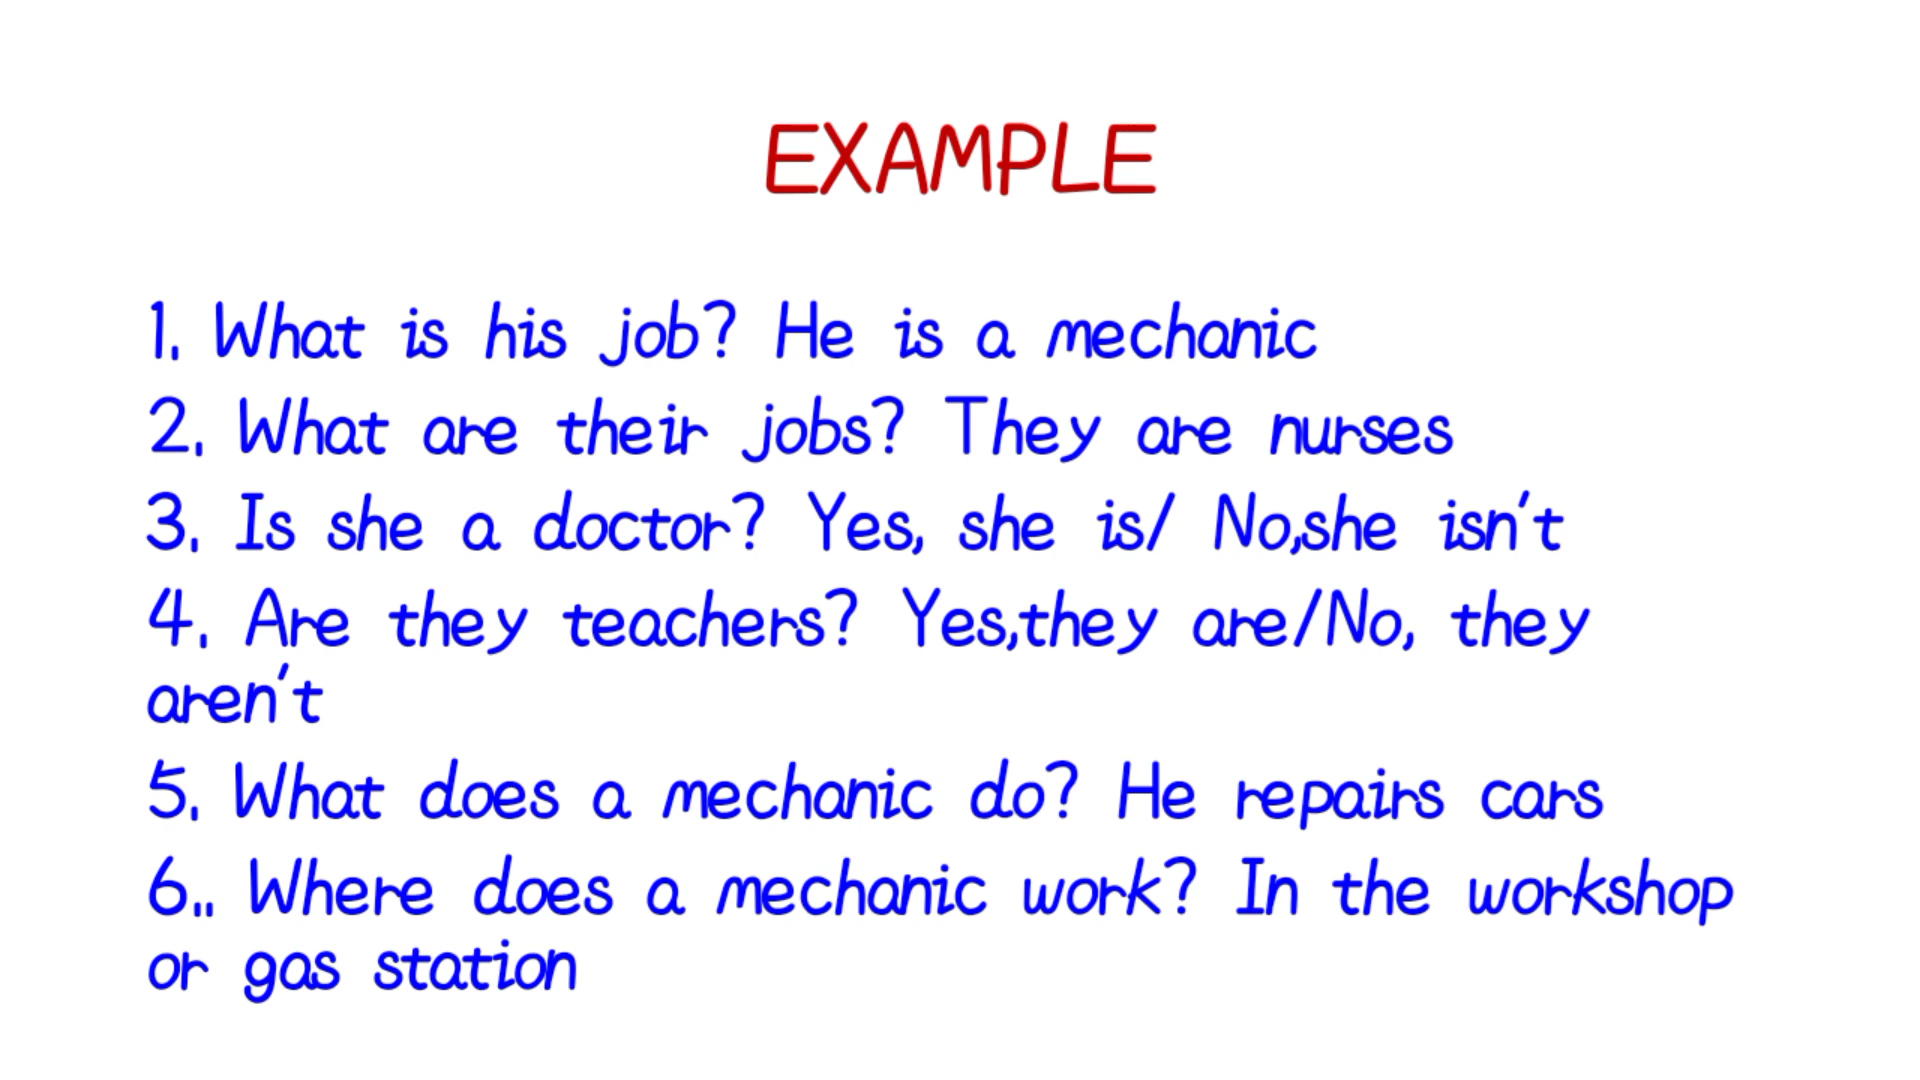 EXAMPLE
1. What is his job? He is a mechanic
2. What are their jobs? They are nurses
3. Is she a doctor? Yes, she is/ No,she isn't
4. Are they teachers? Yes,they are/No, they
aren't
5. What does a mechanic do? He repairs cars
6.. Where does a mechanic work? In the workshop
or gas station